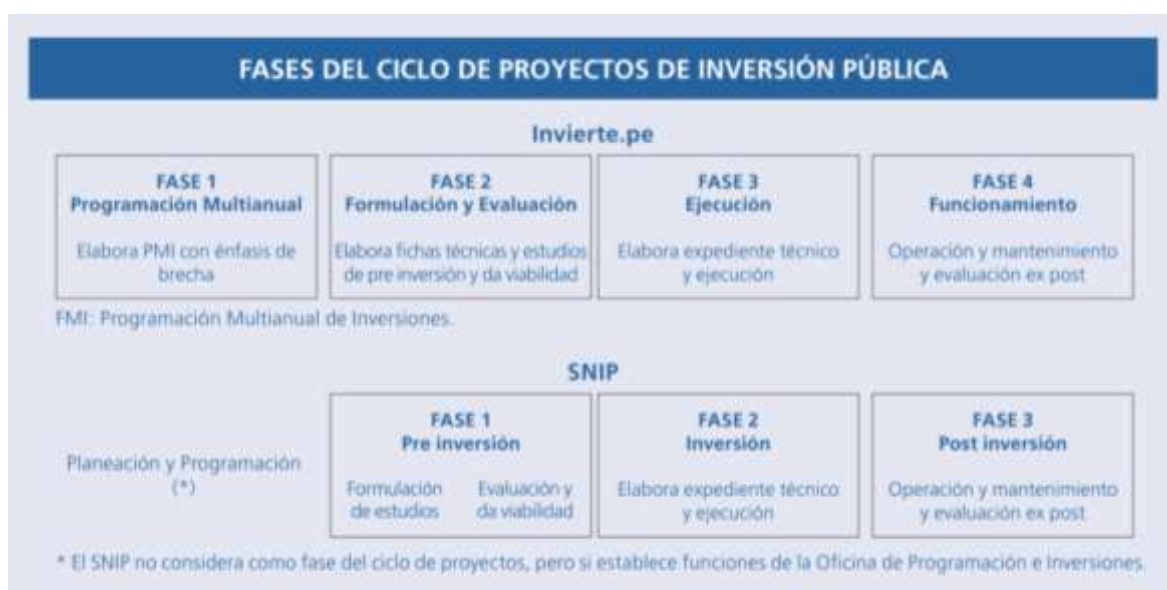 FASES DEL CICLO DE PROYECTOS DE INVERSIÓN PÚBLICA
Invierte.pe
FASE 1
Programación Multianual
Elabora PMI con énfasis de
brecha
FASE 2
Formulación y Evaluación
Elabora fichas técnicas y estudios
de pre inversión y da viabilidad
FASE 3
Ejecución
Elabora expediente técnico
y ejecución
FASE 4
Funcionamiento
Operación y mantenimiento
y evaluación ex post
FMI: Programación Multianual de Inversiones.
SNIP
Planeación y Programación
(*)
FASE 1
Pre inversión
Formulación
de estudios
Evaluación y
da viabilidad
FASE 2
Inversión
Elabora expediente técnico
y ejecución
FASE 3
Post inversión
Operación y mantenimiento
y evaluación ex post
* El SNIP no considera como fase del ciclo de proyectos, pero si establece funciones de la Oficina de Programación e Inversiones.